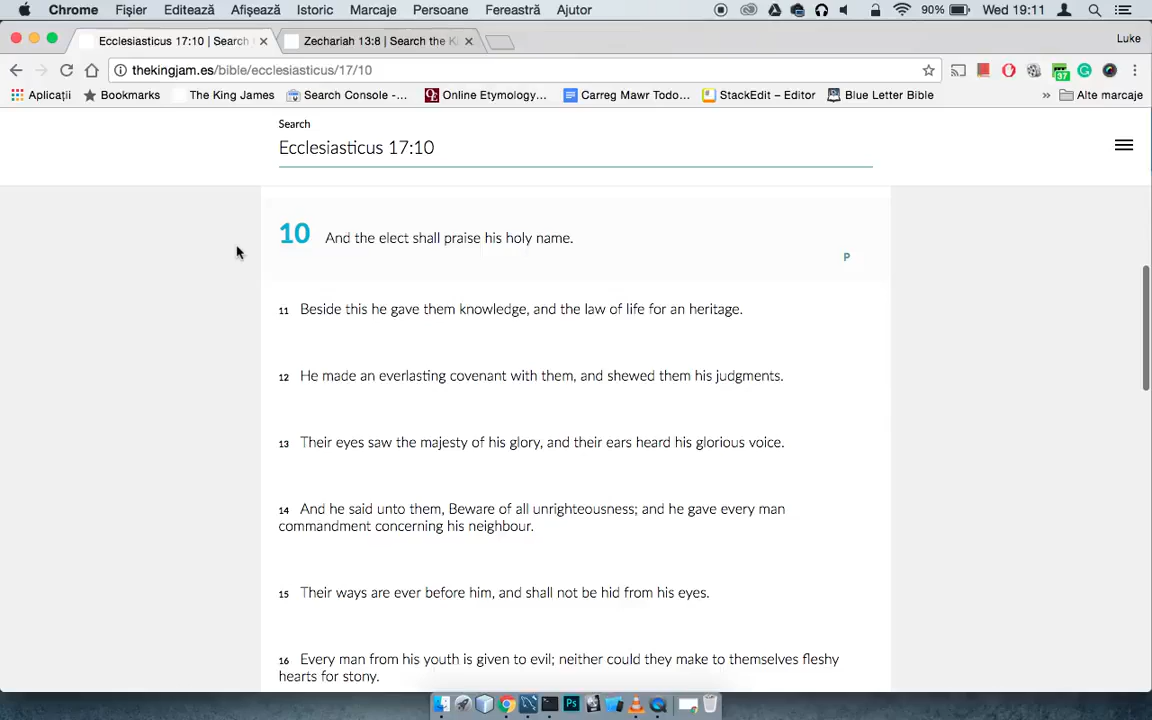 Chrome Fișier Editează Afișează Istoric Marcaje Persoane Fereastră Ajutor 90% Wed 19:11
Ecclesiasticus 17:10 | Search Zechariah 13:8 | Search the Ki Luke
thekingjam.es/bible/ecclesiasticus/17/10 37
Aplicații Bookmarks The King James Search Console -... Online Etymology... Carreg Mawr Todo... StackEdit – Editor Blue Letter Bible » Alte marcaje
Search
Ecclesiasticus 17:10
10 And the elect shall praise his holy name.
P
11 Beside this he gave them knowledge, and the law of life for an heritage.
12 He made an everlasting covenant with them, and shewed them his judgments.
13 Their eyes saw the majesty of his glory, and their ears heard his glorious voice.
14 And he said unto them, Beware of all unrighteousness; and he gave every man
commandment concerning his neighbour.
15 Their ways are ever before him, and shall not be hid from his eyes.
16 Every man from his youth is given to evil; neither could they make to themselves fleshy
hearts for stony.
Ps